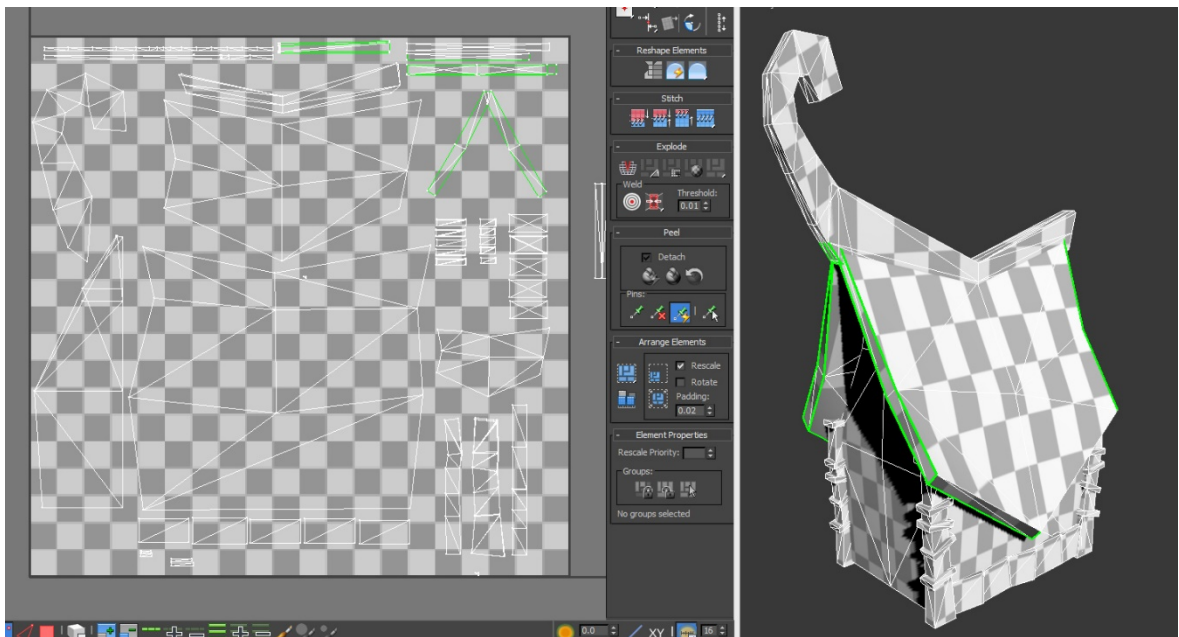 Reshape Elements
Stitch
Explode
Weld
Threshold:
0.01
Peel
Detach
Pins:
Arrange Elements
Rescale
Rotate
Padding:
0.02
Element Properties
Rescale Priority:
Groups:
No groups selected
0.0
XY
16